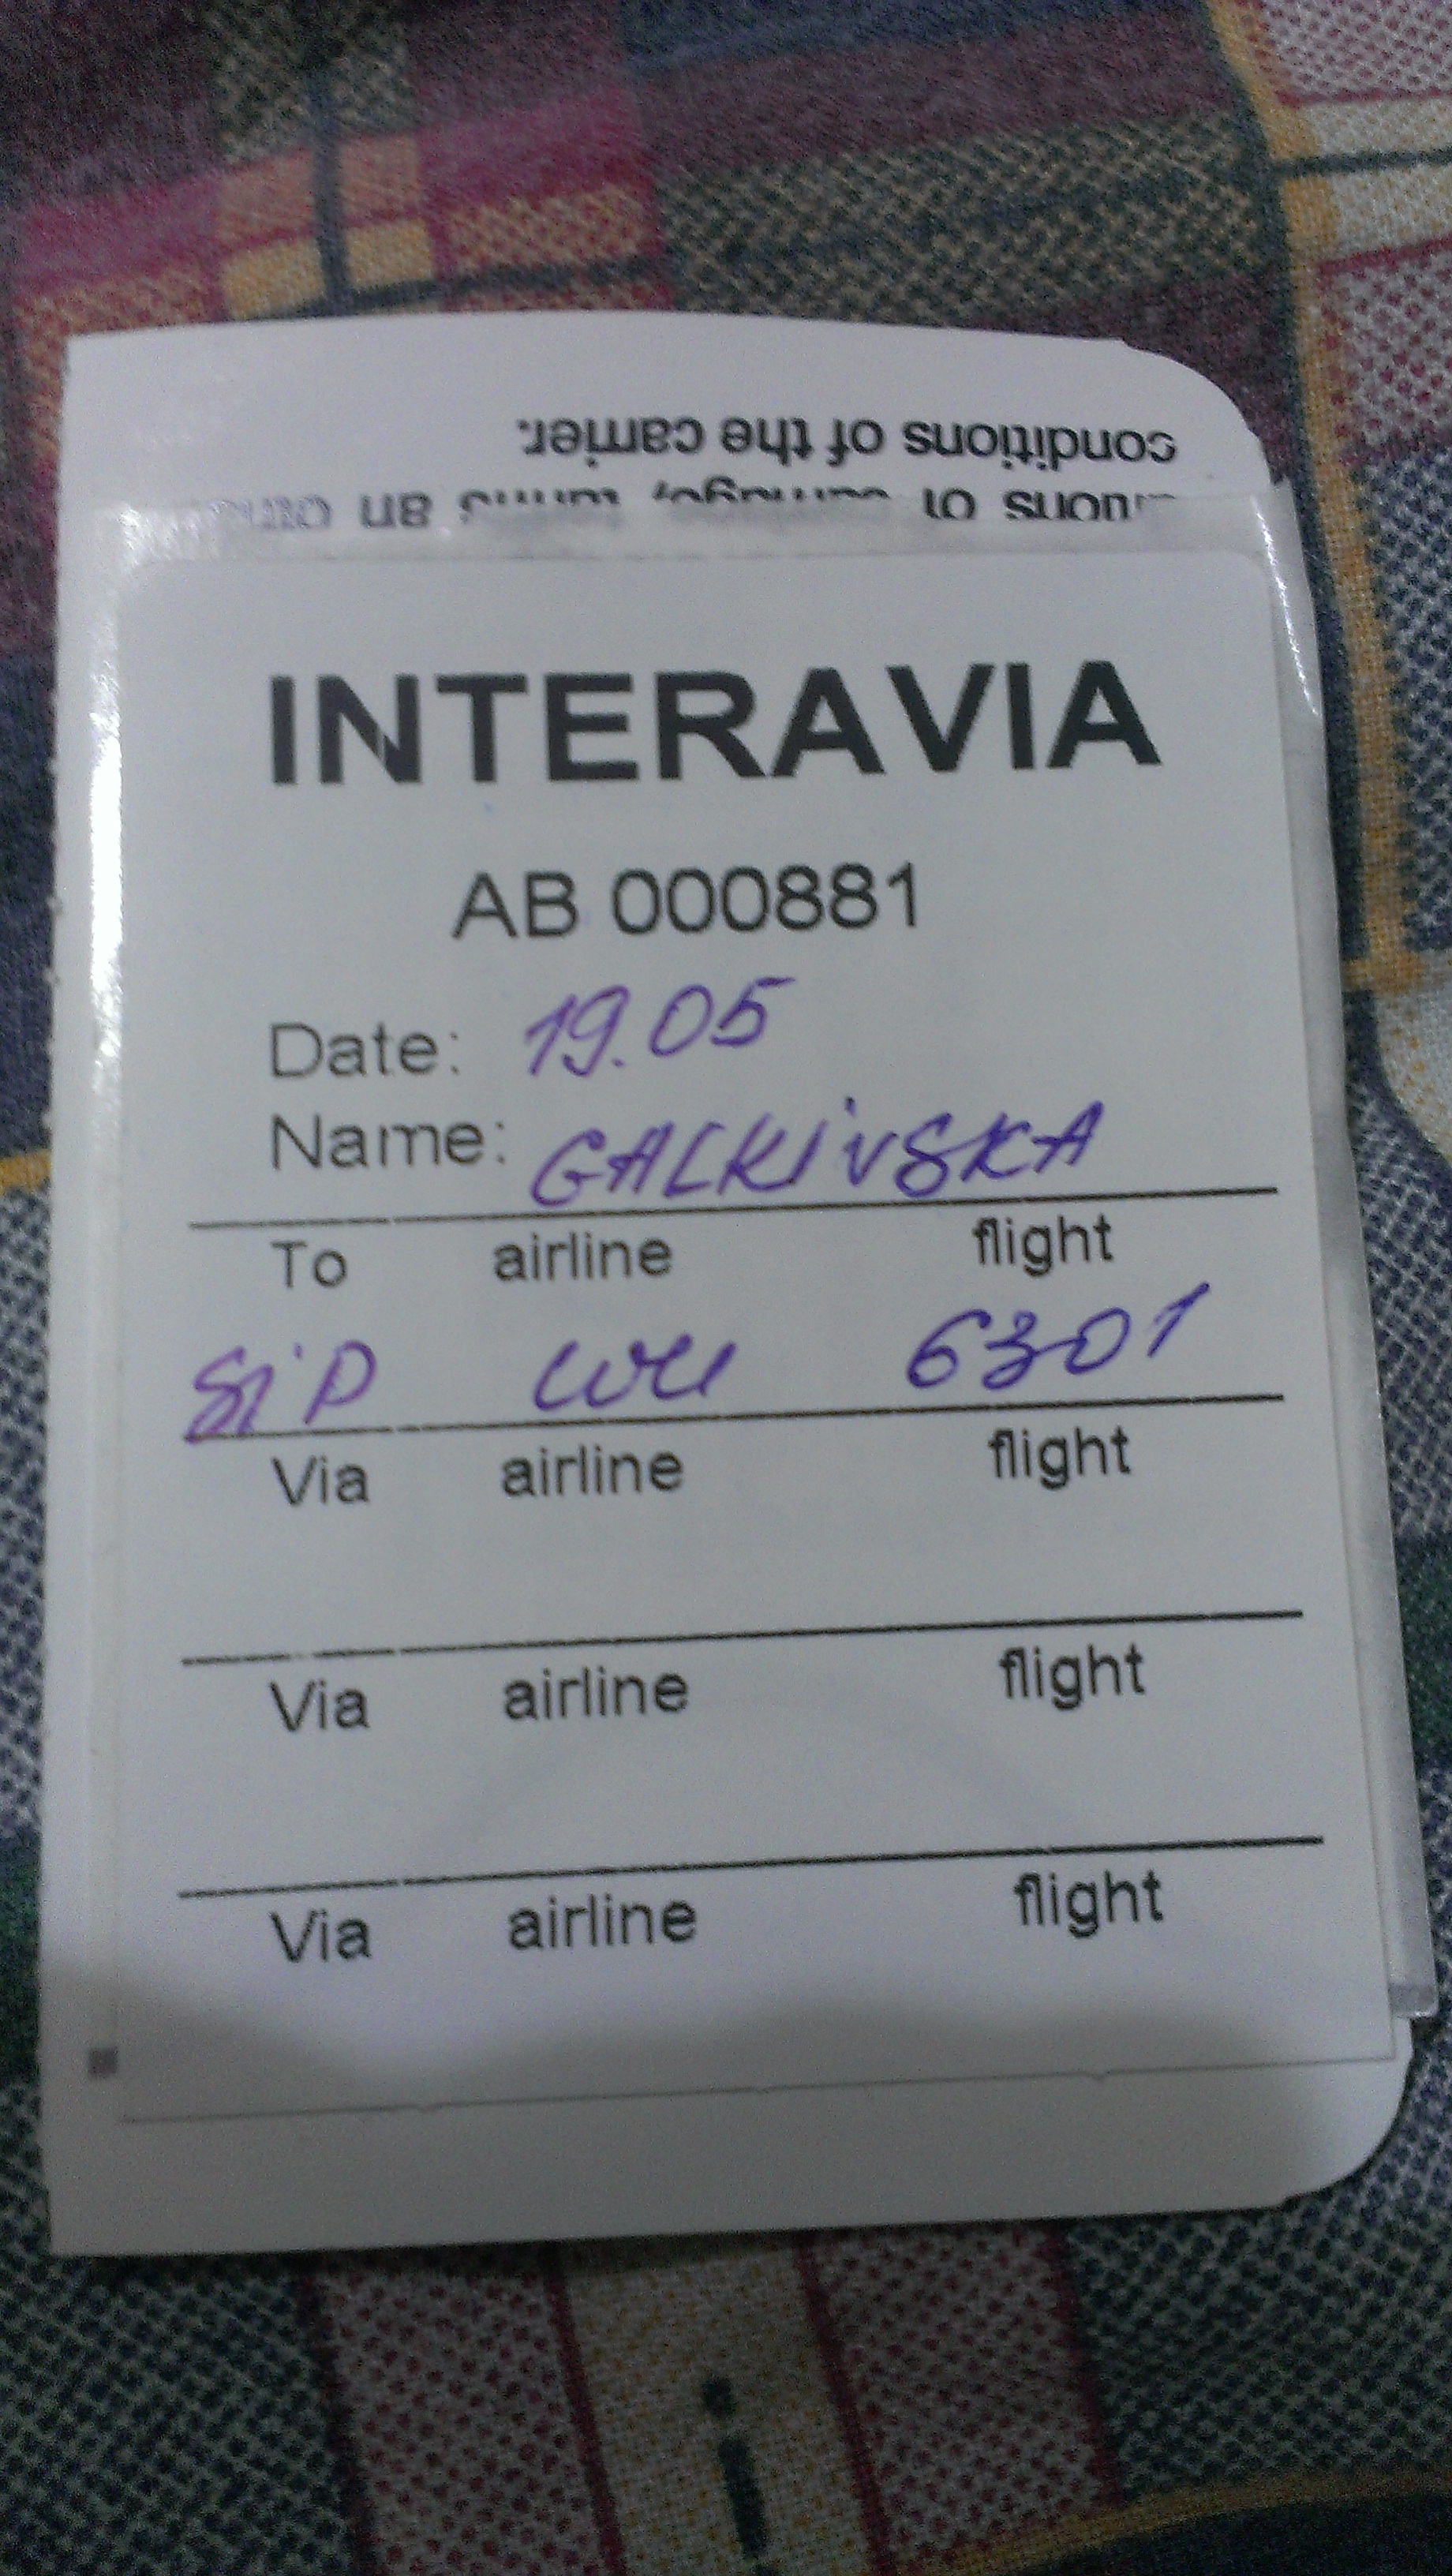 conditions of the carrier.
INTERAVIA
AB 000881
Date: 19.05
Name: GALKiVSKA
To airline flight
SiP WU 6301
Via airline flight
Via airline flight
Via airline flight